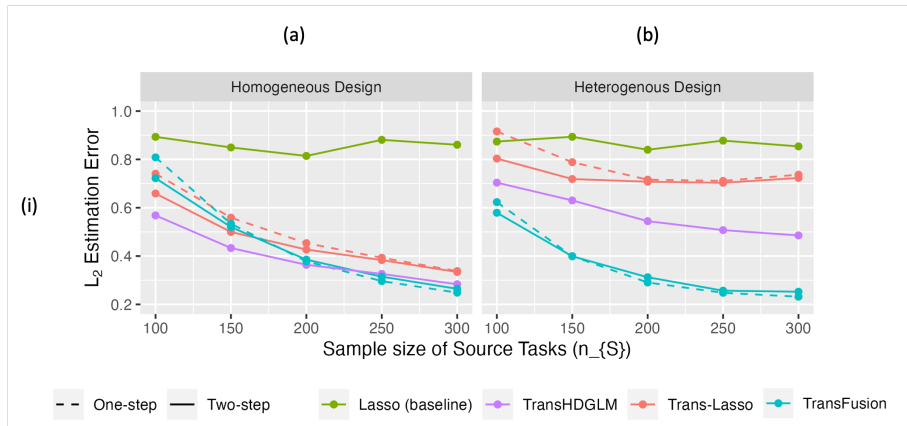 (a) (b)
Homogeneous Design Heterogenous Design
1.0
0.8
0.6
0.4
0.2
(i)
L2 Estimation Error
100 150 200 250 300 100 150 200 250 300
Sample size of Source Tasks (n_{S})
One-step Two-step Lasso (baseline) TransHDGLM Trans-Lasso TransFusion